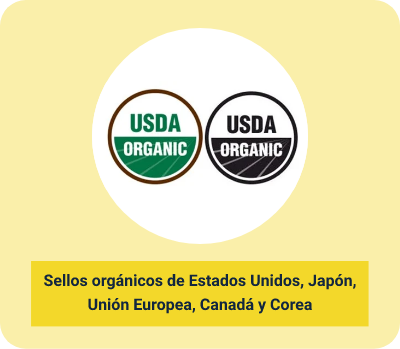 USDA
ORGANIC
USDA
ORGANIC
Sellos orgánicos de Estados Unidos, Japón,
Unión Europea, Canadá y Corea